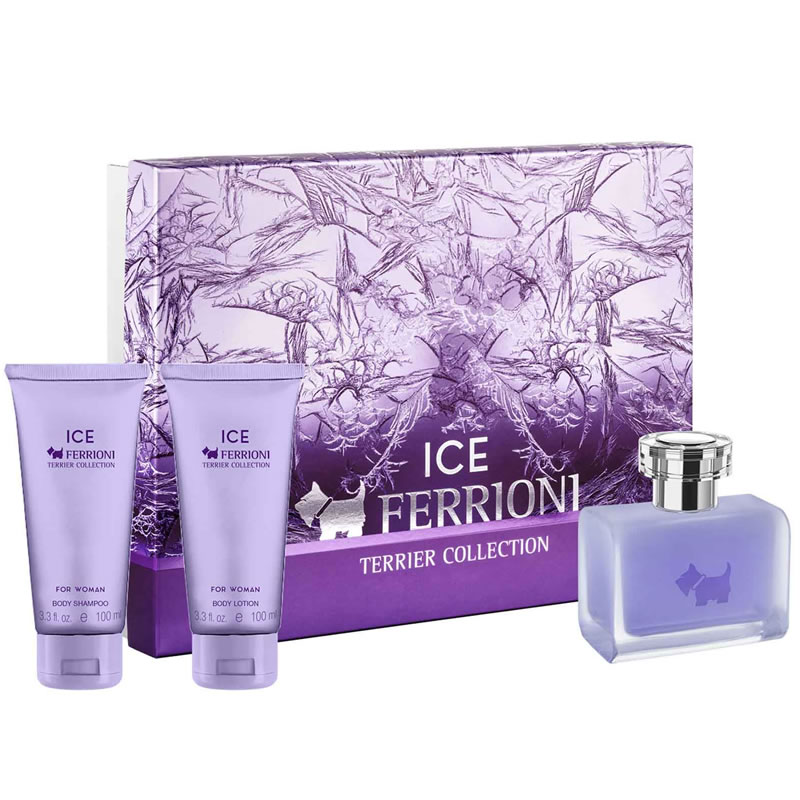 ICE
FERRIONI
TERRIER COLLECTION
ICE
FERRIONI
TERRIER COLLECTION
FOR WOMAN
BODY SHAMPOO
3.3 fl. oz. e 100 ml
ICE
FERRIONI
TERRIER COLLECTION
FOR WOMAN
BODY LOTION
3.3 fl. oz. e 100 ml